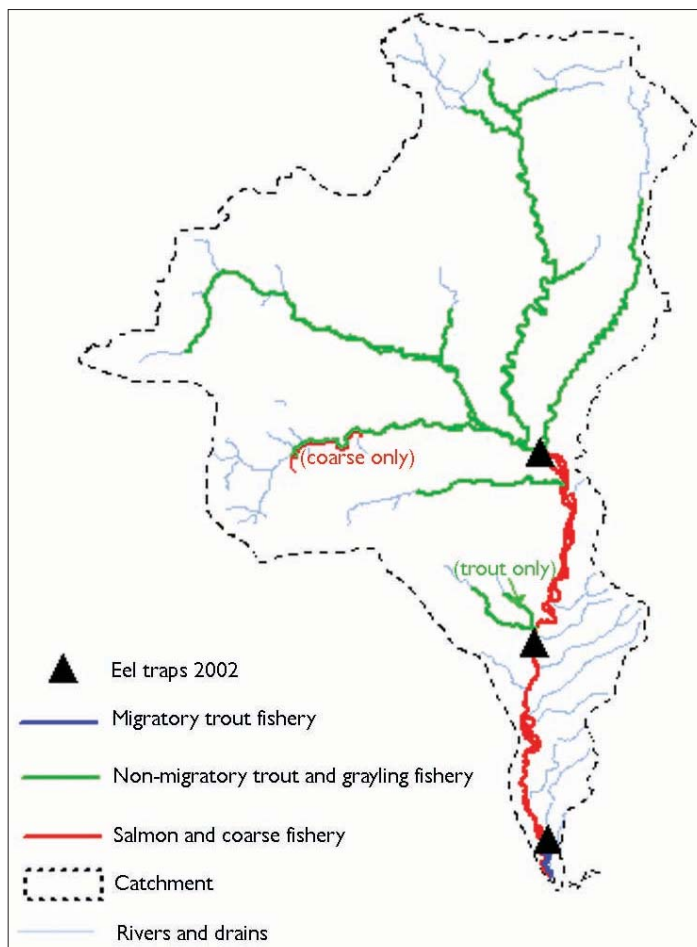 (coarse only)
(trout only)
Eel traps 2002
Migratory trout fishery
Non-migratory trout and grayling fishery
Salmon and coarse fishery
Catchment
Rivers and drains